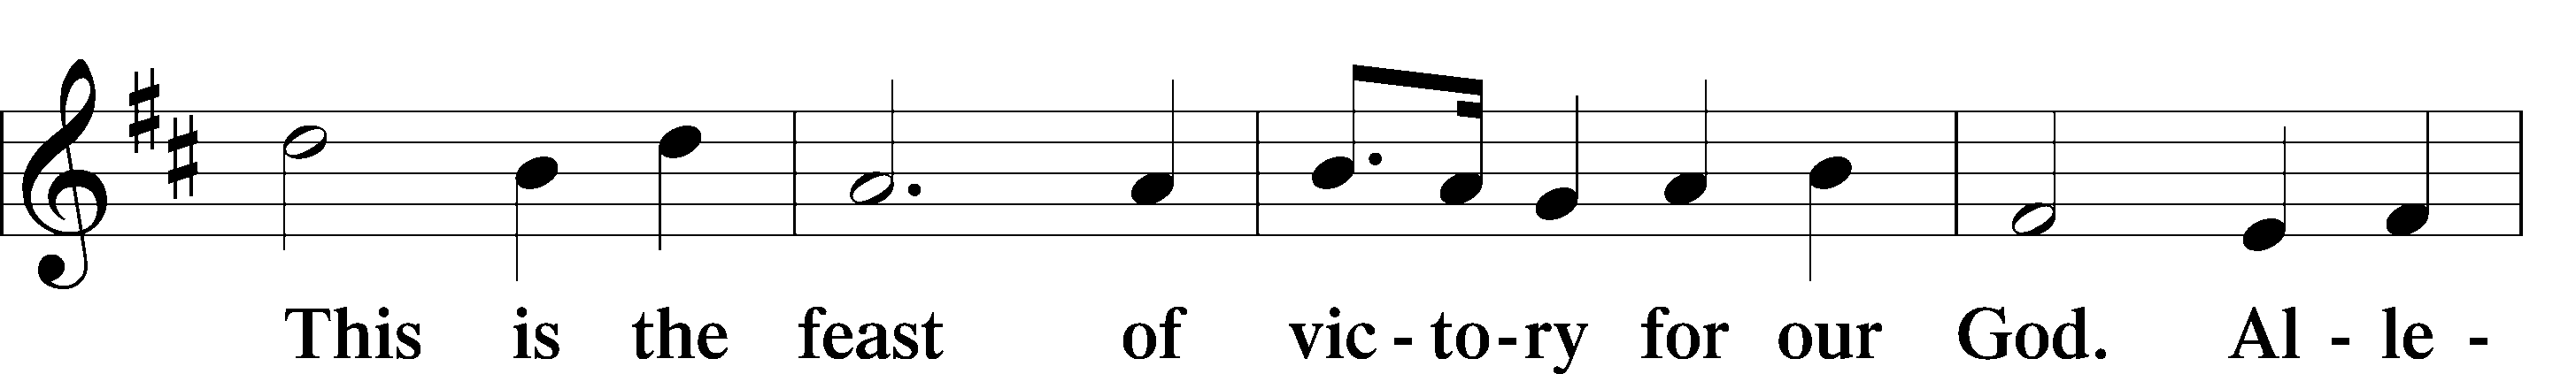 This is the feast of vic - to - ry for our God. Al - le -